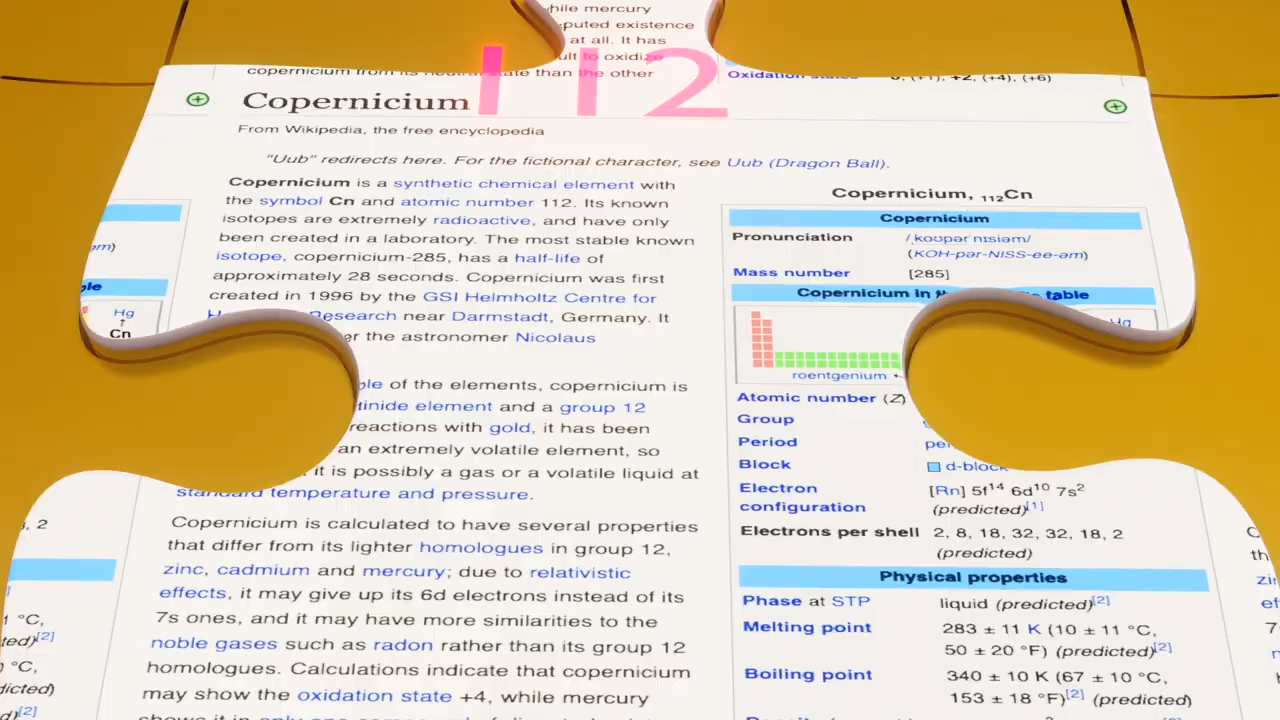 hile mercury
puted existence
at all. It has
ult to oxidize
copernicium from its neutral state than the other
Oxidation states 0, (+1), +2, (+4), (+6)
112
Copernicium
From Wikipedia, the free encyclopedia
"Uub" redirects here. For the fictional character, see Uub (Dragon Ball).
Copernicium is a synthetic chemical element with
the symbol Cn and atomic number 112. Its known
isotopes are extremely radioactive, and have only
been created in a laboratory. The most stable known
isotope, copernicium-285, has a half-life of
approximately 28 seconds. Copernicium was first
created in 1996 by the GSI Helmholtz Centre for
Research near Darmstadt, Germany. It
the astronomer Nicolaus
of the elements, copernicium is
tinide element and a group 12
reactions with gold, it has been
an extremely volatile element, so
it is possibly a gas or a volatile liquid at
standard temperature and pressure.
Copernicium is calculated to have several properties
that differ from its lighter homologues in group 12,
zinc, cadmium and mercury; due to relativistic
effects, it may give up its 6d electrons instead of its
7s ones, and it may have more similarities to the
noble gases such as radon rather than its group 12
homologues. Calculations indicate that copernicium
may show the oxidation state +4, while mercury
Copernicium, ₁₁₂Cn
Copernicium
Pronunciation /ˌkoʊpərˈnɪsiəm/
(KOH-pər-NISS-ee-əm)
Mass number [285]
Copernicium in the table
Hg
roentgenium
Atomic number (Z)
Group
Period
Block d-block
Electron [Rn] 5f¹⁴ 6d¹⁰ 7s²
configuration (predicted)[1]
Electrons per shell 2, 8, 18, 32, 32, 18, 2
(predicted)
Physical properties
Phase at STP liquid (predicted)[2]
Melting point 283 ± 11 K (10 ± 11 °C,
50 ± 20 °F) (predicted)[2]
Boiling point 340 ± 10 K (67 ± 10 °C,
153 ± 18 °F)[2] (predicted)
əm)
ble
Hg
↑
Cn
, 2
°C,
ted)[2]
°C,
dicted)
[2]